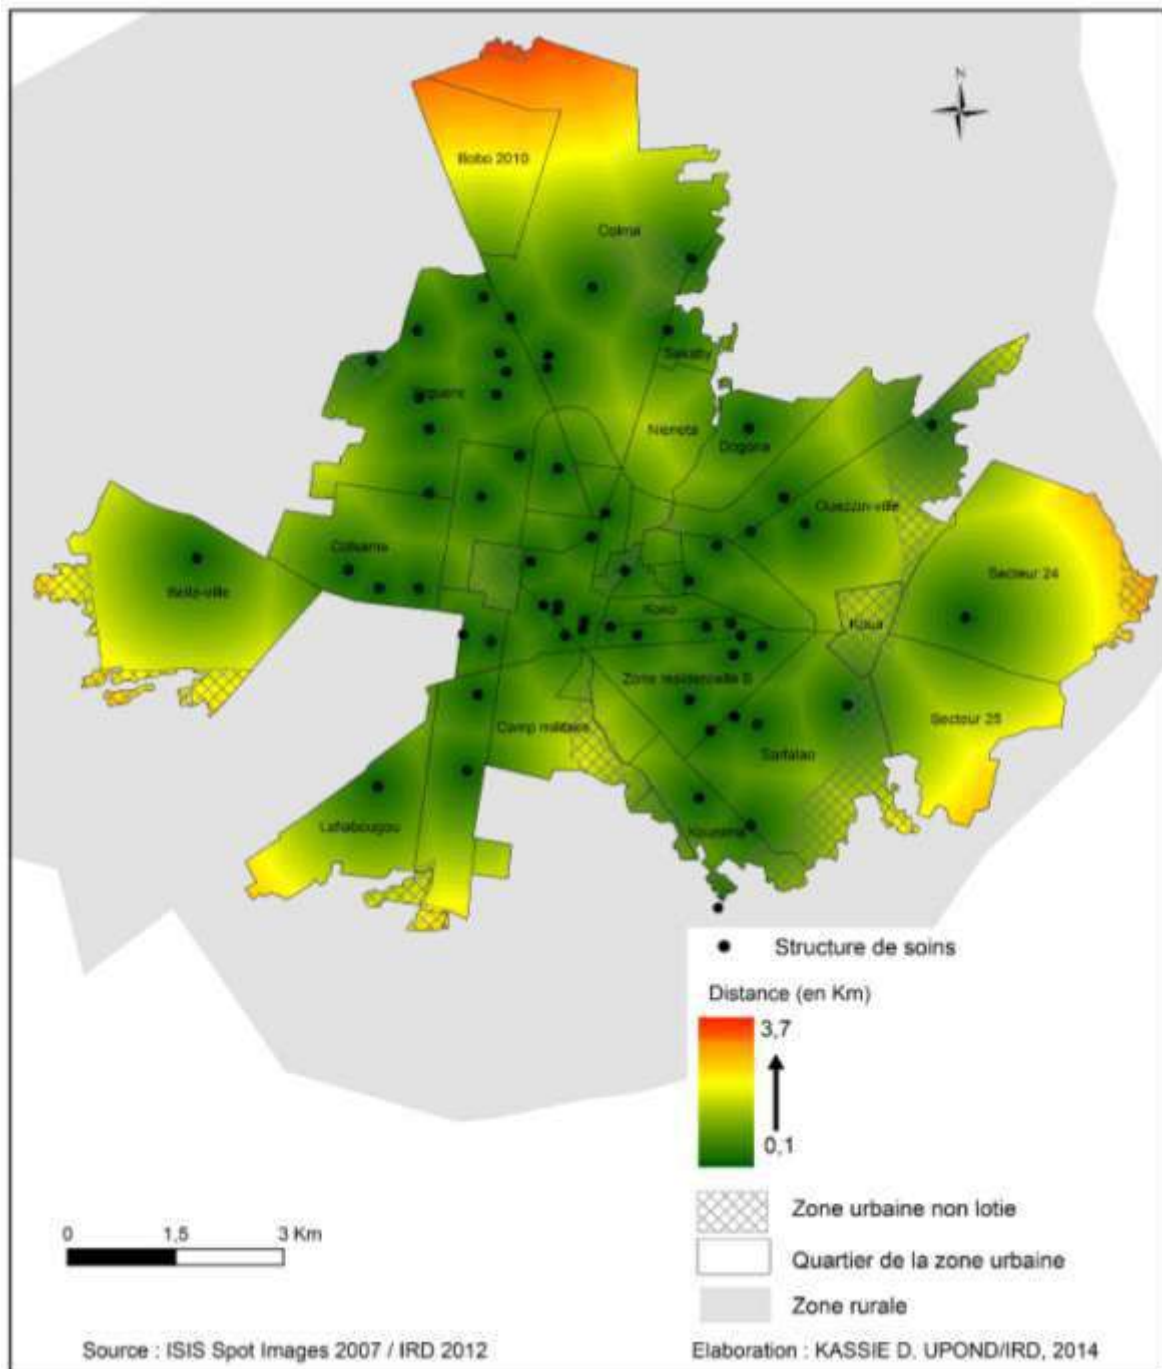 N
Bobo 2010
Colma
Sakaby
Nieneta
Dogona
Ouezzin-ville
Colsama
Belle-ville
Secteur 24
Koko
Koua
Zone résidentielle B
Camp militaire
Secteur 25
Sarfalao
Lafiabougou
Kouentou
Structure de soins
Distance (en Km)
3,7
0,1
0 1,5 3 Km
Zone urbaine non lotie
Quartier de la zone urbaine
Zone rurale
Source : ISIS Spot Images 2007 / IRD 2012
Elaboration : KASSIE D. UPOND/IRD, 2014